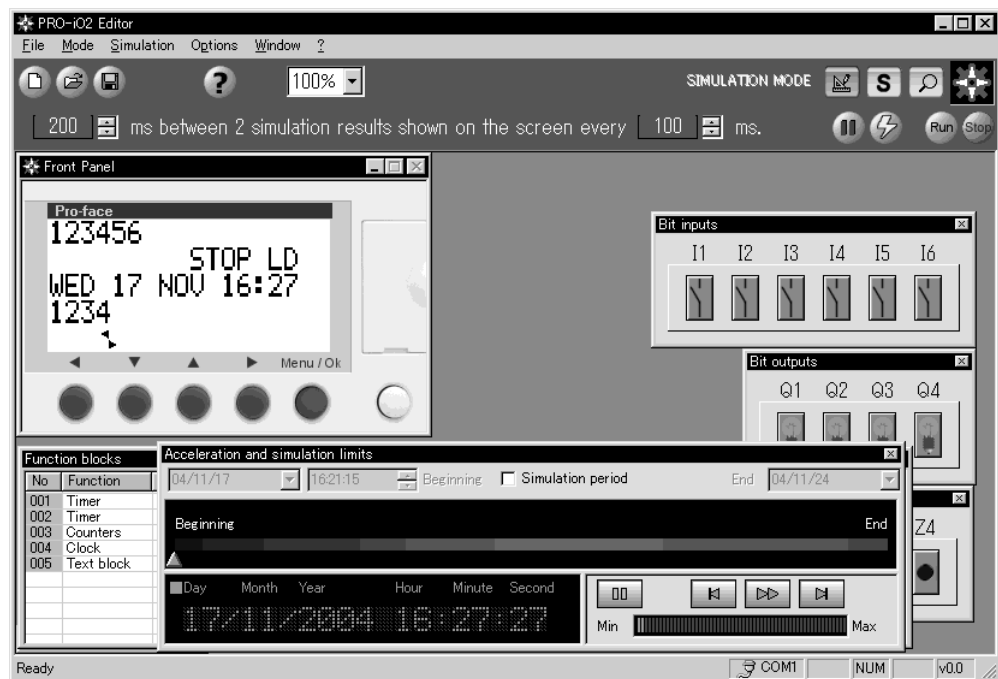 PRO-iO2 Editor
File Mode Simulation Options Window ?
100% SIMULATION MODE S
200 ms between 2 simulation results shown on the screen every 100 ms. Run Stop
Front Panel
Pro-face
123456
STOP LD
WED 17 NOV 16:27
1234
Menu / Ok
Bit inputs
I1 I2 I3 I4 I5 I6
Bit outputs
Q1 Q2 Q3 Q4
Z4
Function blocks
No Function
001 Timer
002 Timer
003 Counters
004 Clock
005 Text block
Acceleration and simulation limits
04/11/17 16:21:15 Beginning Simulation period End 04/11/24
Beginning End
Day Month Year Hour Minute Second
17/11/2004 16:27:27
Min Max
Ready COM1 NUM v0.0